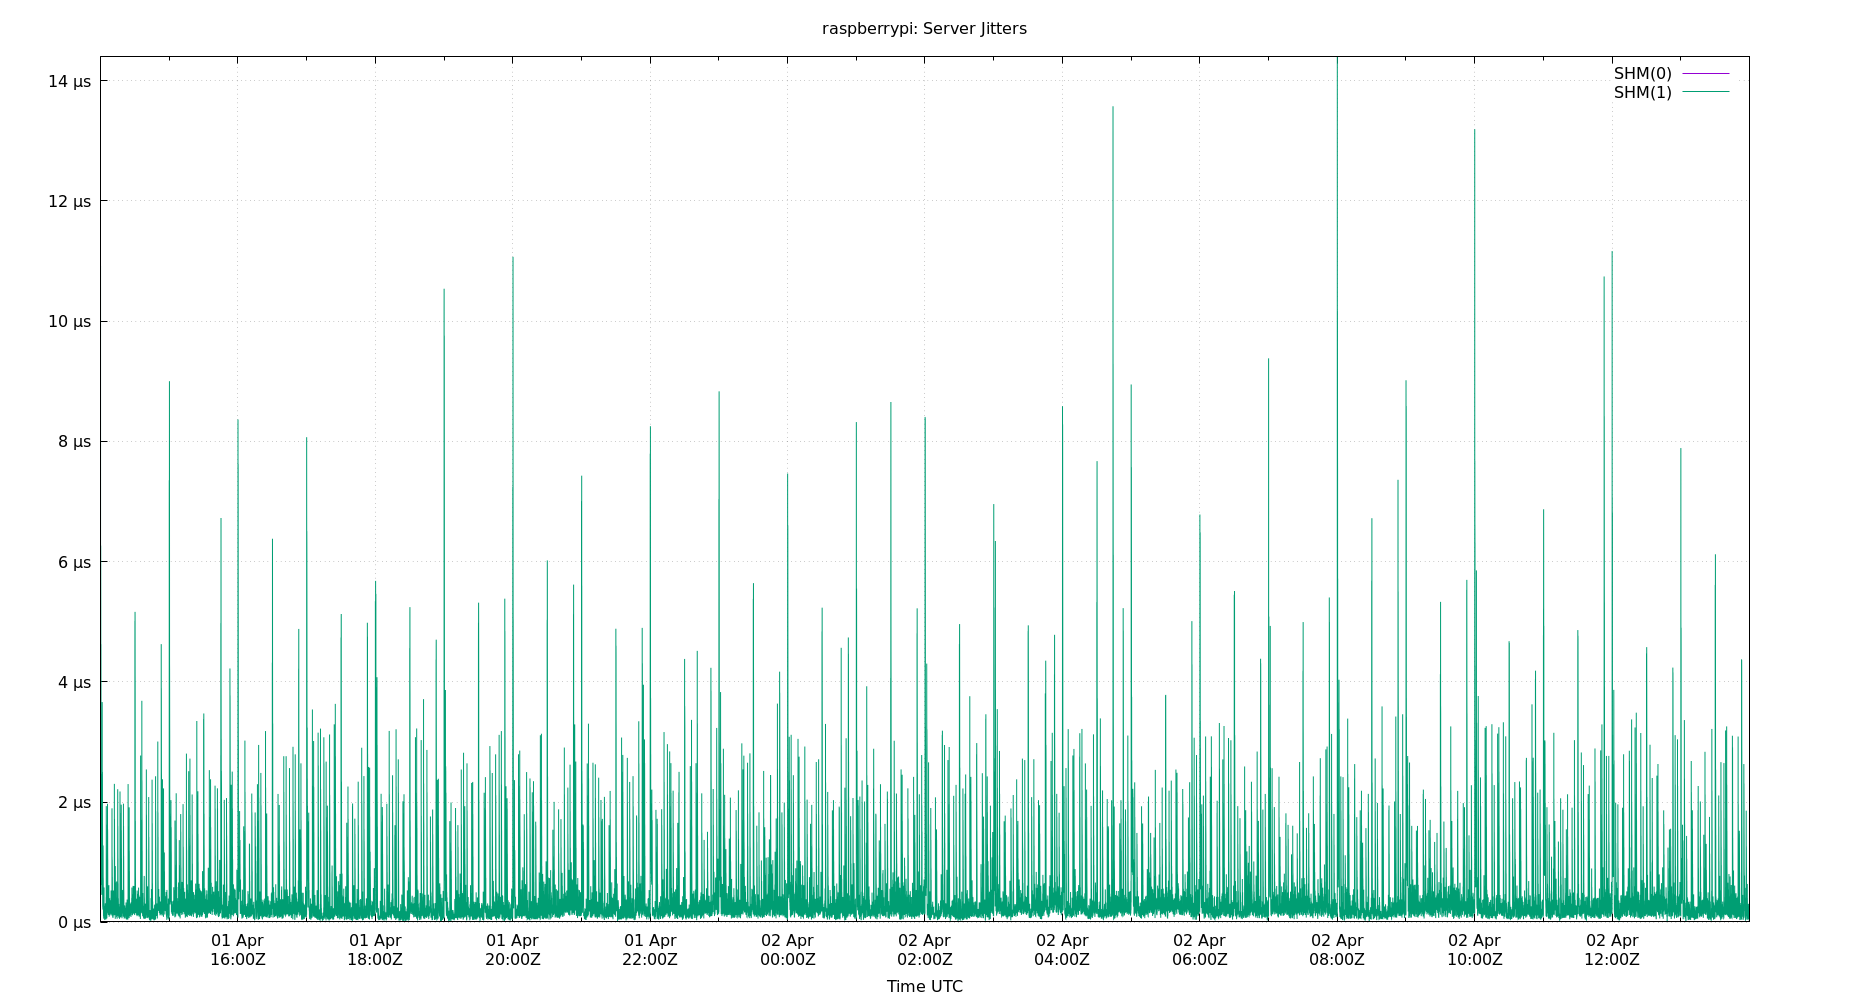 raspberrypi: Server Jitters
SHM(0)
SHM(1)
14 µs
12 µs
10 µs
8 µs
6 µs
4 µs
2 µs
0 µs
01 Apr 01 Apr 01 Apr 01 Apr 02 Apr 02 Apr 02 Apr 02 Apr 02 Apr 02 Apr 02 Apr
16:00Z 18:00Z 20:00Z 22:00Z 00:00Z 02:00Z 04:00Z 06:00Z 08:00Z 10:00Z 12:00Z
Time UTC